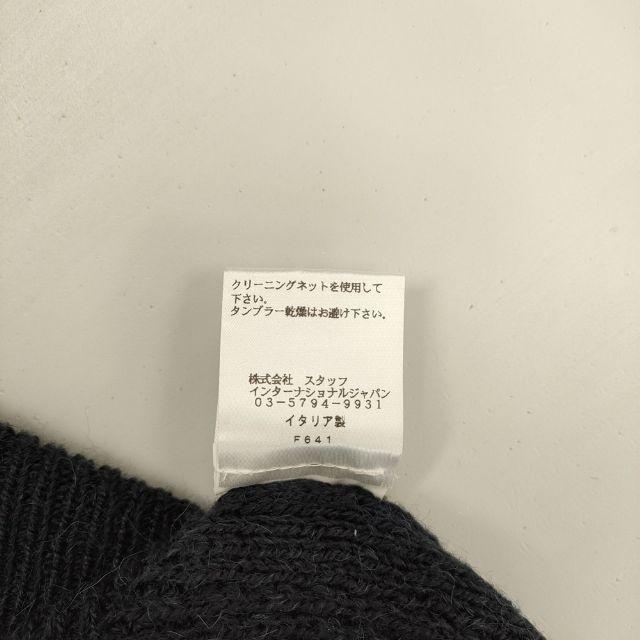 クリーニングネットを使用して
下さい.
タンブラー乾燥はお避け下さい.
株式会社 スタッフ
インターナショナルジャパン
03-5794-9931
イタリア製
F641